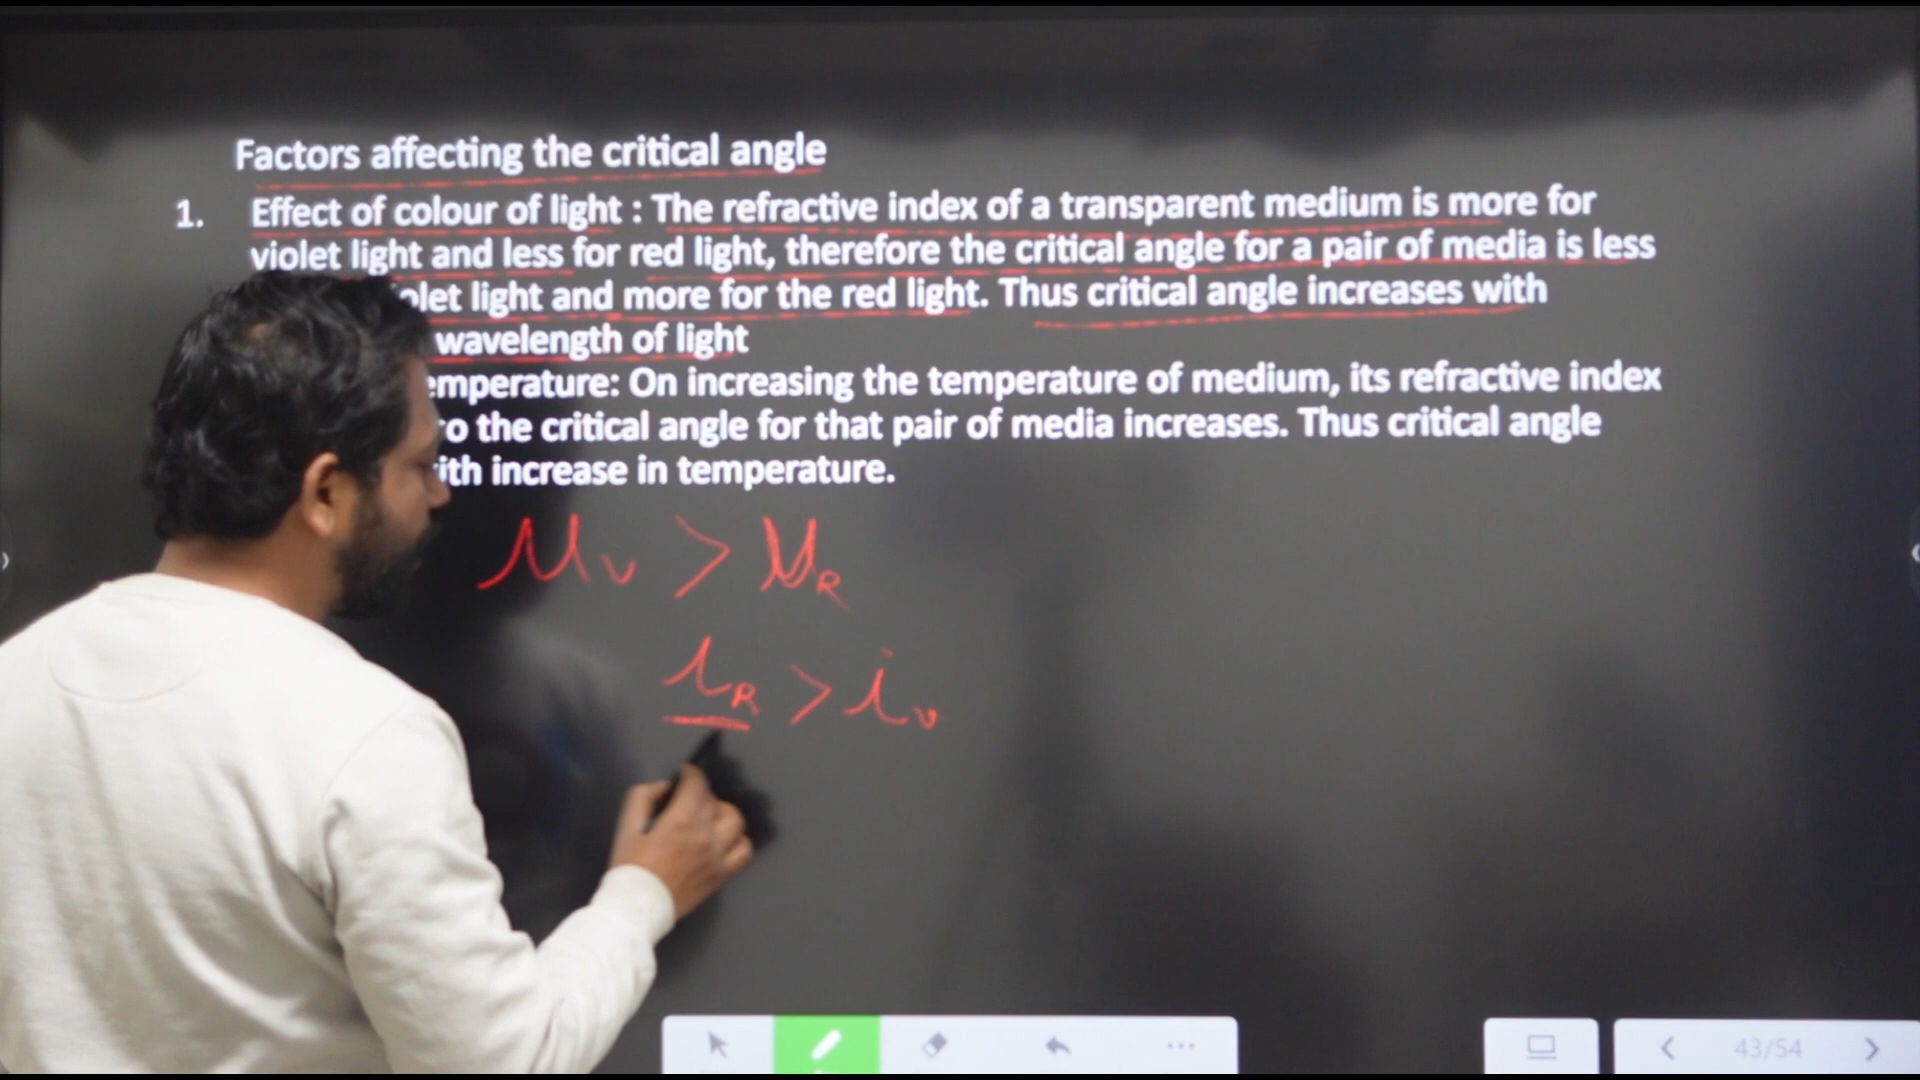 Factors affecting the critical angle
1. Effect of colour of light : The refractive index of a transparent medium is more for
violet light and less for red light, therefore the critical angle for a pair of media is less
olet light and more for the red light. Thus critical angle increases with
wavelength of light
emperature: On increasing the temperature of medium, its refractive index
so the critical angle for that pair of media increases. Thus critical angle
ith increase in temperature.
μv > μR
iR > iv
43/54